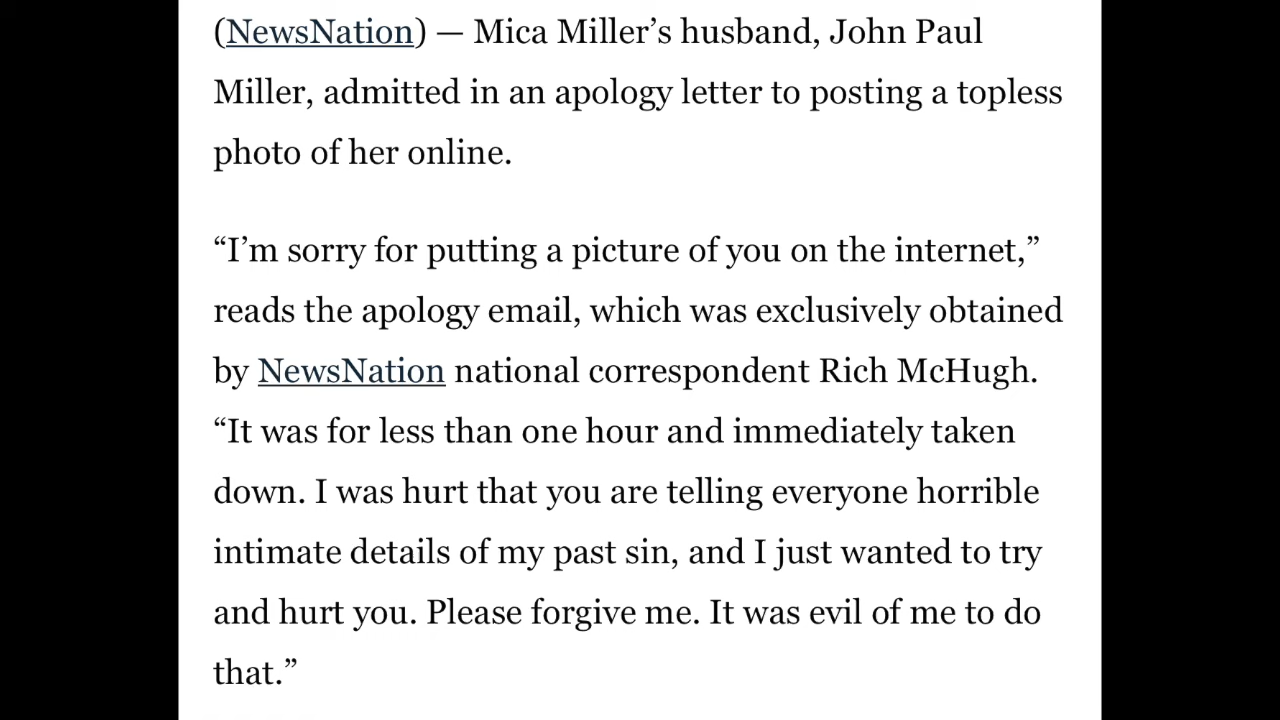 (NewsNation) — Mica Miller’s husband, John Paul
Miller, admitted in an apology letter to posting a topless
photo of her online.
“I’m sorry for putting a picture of you on the internet,”
reads the apology email, which was exclusively obtained
by NewsNation national correspondent Rich McHugh.
“It was for less than one hour and immediately taken
down. I was hurt that you are telling everyone horrible
intimate details of my past sin, and I just wanted to try
and hurt you. Please forgive me. It was evil of me to do
that.”